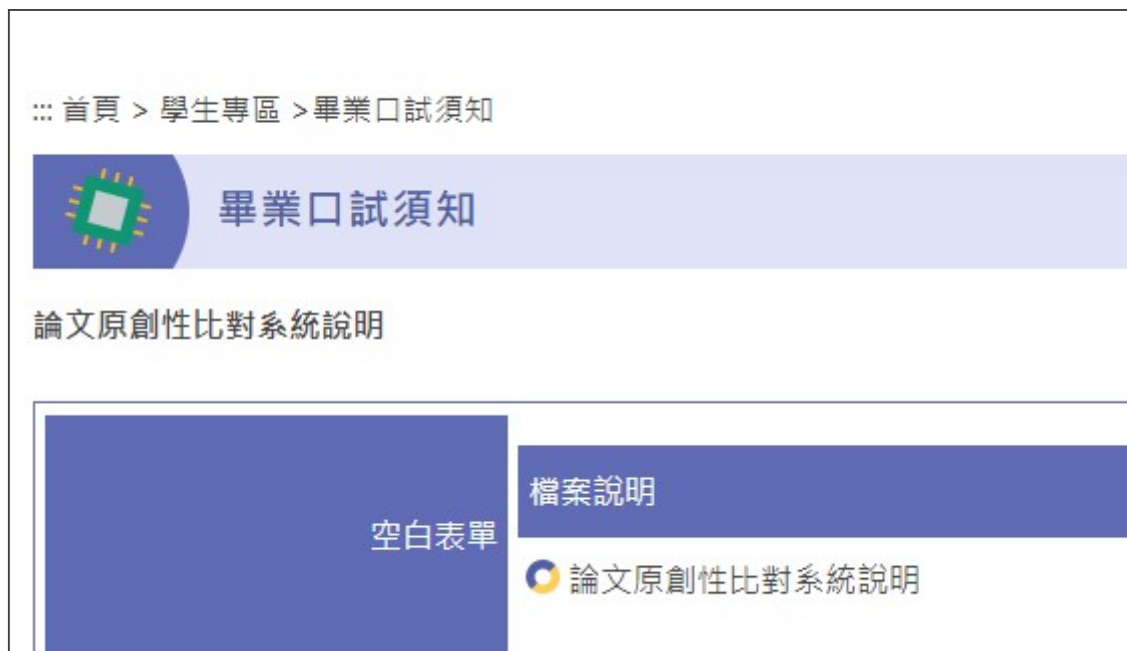 ::: 首頁 > 學生專區 >畢業口試須知
畢業口試須知
論文原創性比對系統說明
空白表單
檔案說明
論文原創性比對系統說明